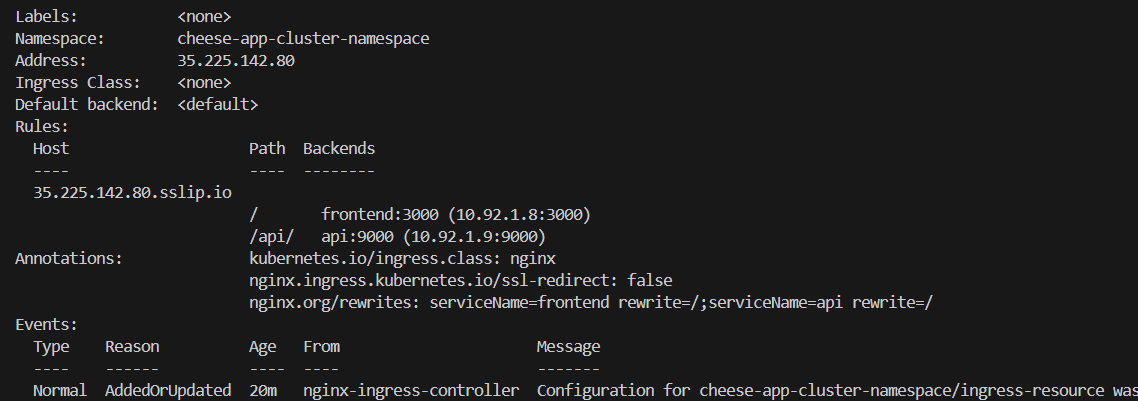 Labels: <none>
Namespace: cheese-app-cluster-namespace
Address: 35.225.142.80
Ingress Class: <none>
Default backend: <default>
Rules:
Host Path Backends
---- ---- --------
35.225.142.80.sslip.io
/ frontend:3000 (10.92.1.8:3000)
/api/ api:9000 (10.92.1.9:9000)
Annotations: kubernetes.io/ingress.class: nginx
nginx.ingress.kubernetes.io/ssl-redirect: false
nginx.org/rewrites: serviceName=frontend rewrite=/;serviceName=api rewrite=/
Events:
Type Reason Age From Message
---- ------ ---- ---- -------
Normal AddedOrUpdated 20m nginx-ingress-controller Configuration for cheese-app-cluster-namespace/ingress-resource was